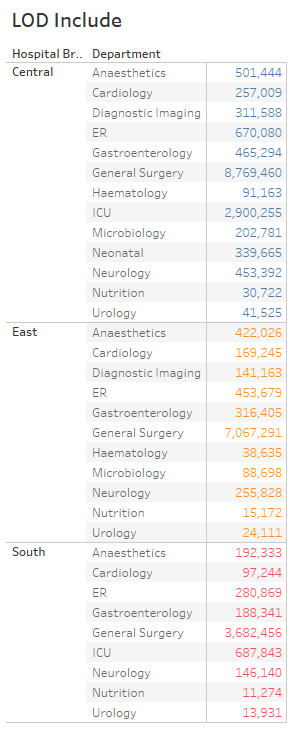 LOD Include
Hospital Br.. Department
Central Anaesthetics 501,444
Cardiology 257,009
Diagnostic Imaging 311,588
ER 670,080
Gastroenterology 465,294
General Surgery 8,769,460
Haematology 91,163
ICU 2,900,255
Microbiology 202,781
Neonatal 339,665
Neurology 453,392
Nutrition 30,722
Urology 41,525
East Anaesthetics 422,026
Cardiology 169,245
Diagnostic Imaging 141,163
ER 453,679
Gastroenterology 316,405
General Surgery 7,067,291
Haematology 38,635
Microbiology 88,698
Neurology 255,828
Nutrition 15,172
Urology 24,111
South Anaesthetics 192,333
Cardiology 97,244
ER 280,869
Gastroenterology 188,341
General Surgery 3,682,456
ICU 687,843
Neurology 146,140
Nutrition 11,274
Urology 13,931